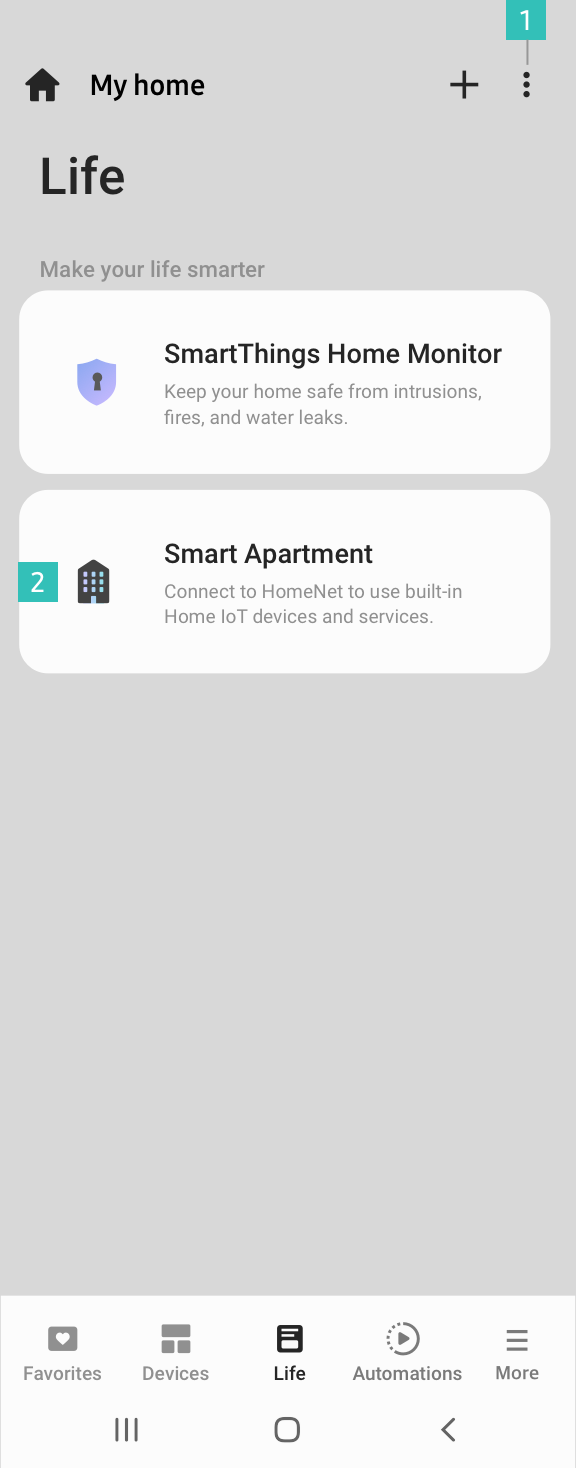 1
My home
Life
Make your life smarter
SmartThings Home Monitor
Keep your home safe from intrusions,
fires, and water leaks.
2
Smart Apartment
Connect to HomeNet to use built-in
Home IoT devices and services.
Favorites
Devices
Life
Automations
More